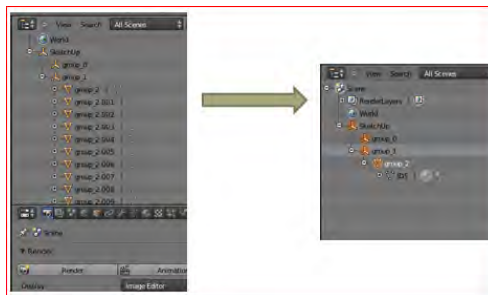 View Search All Scenes
World
SketchUp
group_0
group_1
group_2
group_2.001
group_2.002
group_2.003
group_2.004
group_2.005
group_2.006
group_2.007
group_2.008
group_2.009
Scene
Render
Render Animation
Display: Image Editor
View Search All Scenes
Scene
RenderLayers
World
SketchUp
group_0
group_1
group_2